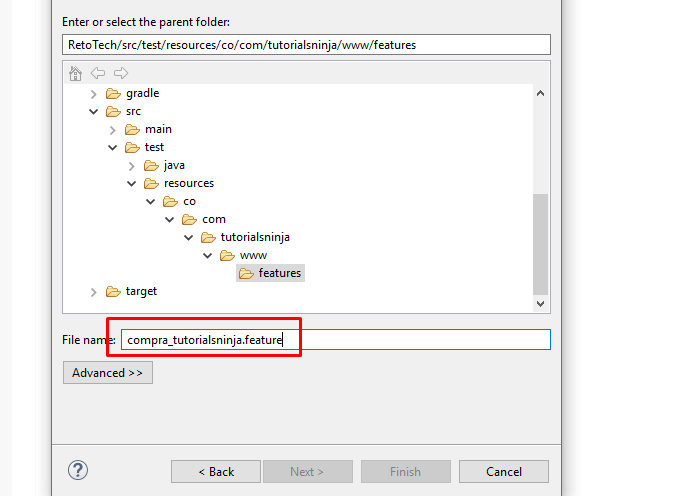 Enter or select the parent folder:
RetoTech/src/test/resources/co/com/tutorialsninja/www/features
gradle
src
main
test
java
resources
co
com
tutorialsninja
www
features
target
File name: compra_tutorialsninja.feature
Advanced >>
? < Back Next > Finish Cancel